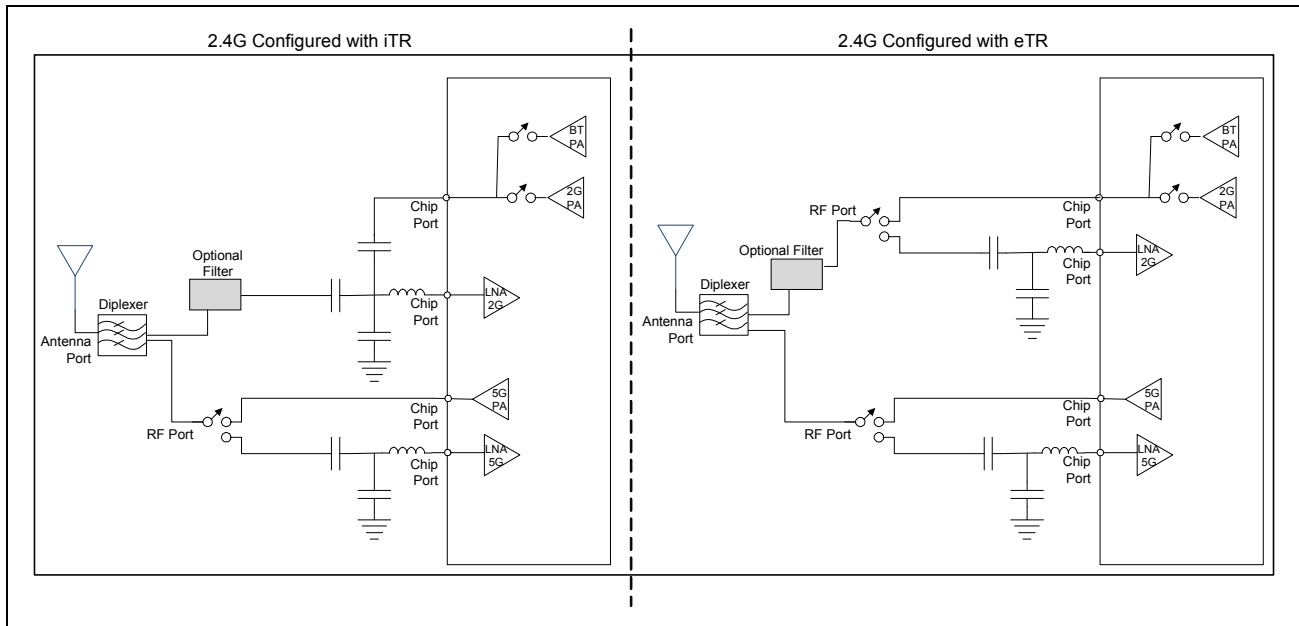 2.4G Configured with iTR
BT
PA
2G
PA
Chip
Port
Optional
Filter
LNA
2G
Diplexer
Chip
Port
Antenna
Port
5G
PA
Chip
Port
RF Port
LNA
5G
Chip
Port
2.4G Configured with eTR
BT
PA
2G
PA
RF Port
Chip
Port
Optional Filter
LNA
2G
Diplexer
Chip
Port
Antenna
Port
5G
PA
Chip
Port
RF Port
LNA
5G
Chip
Port